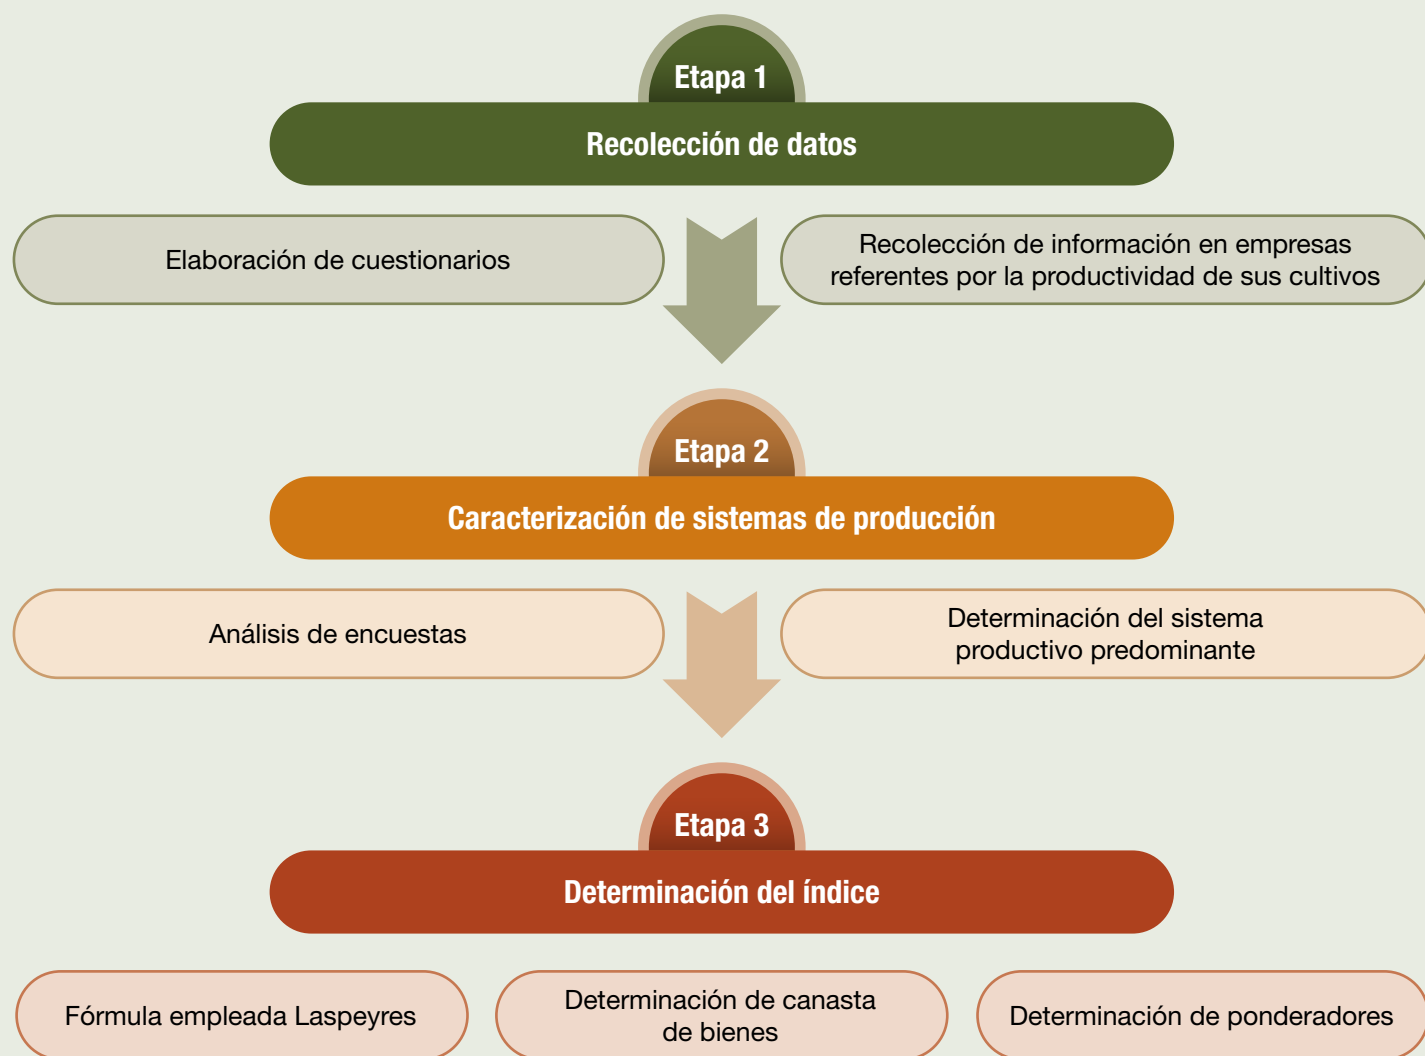 Etapa 1
Recolección de datos
Elaboración de cuestionarios
Recolección de información en empresas
referentes por la productividad de sus cultivos
Etapa 2
Caracterización de sistemas de producción
Análisis de encuestas
Determinación del sistema
productivo predominante
Etapa 3
Determinación del índice
Fórmula empleada Laspeyres
Determinación de canasta
de bienes
Determinación de ponderadores